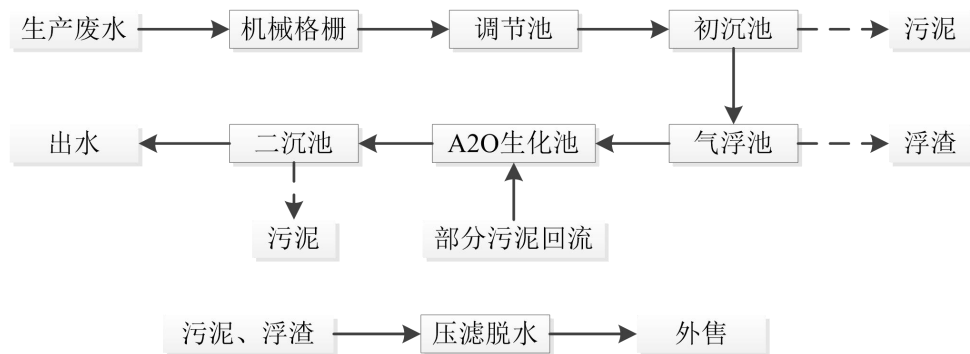 生产废水
机械格栅
调节池
初沉池
污泥
出水
二沉池
A2O生化池
气浮池
浮渣
污泥
部分污泥回流
污泥、浮渣
压滤脱水
外售